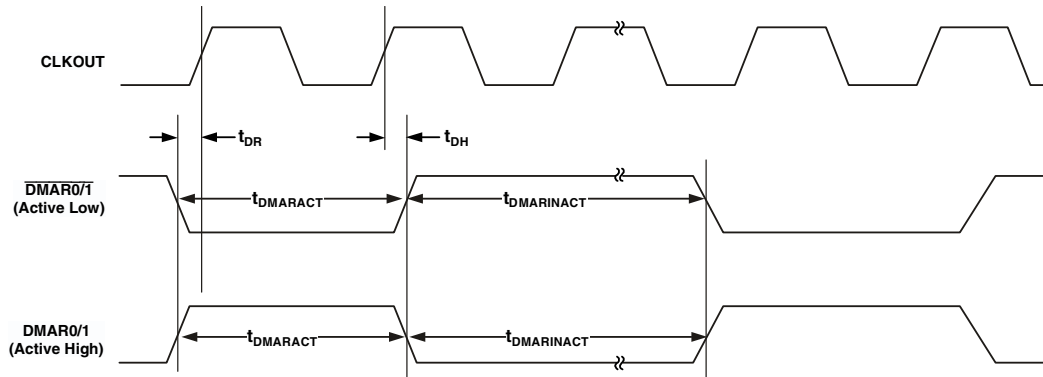 CLKOUT
tDR
tDH
DMAR0/1
(Active Low)
tDMARACT
tDMARINACT
DMAR0/1
(Active High)
tDMARACT
tDMARINACT